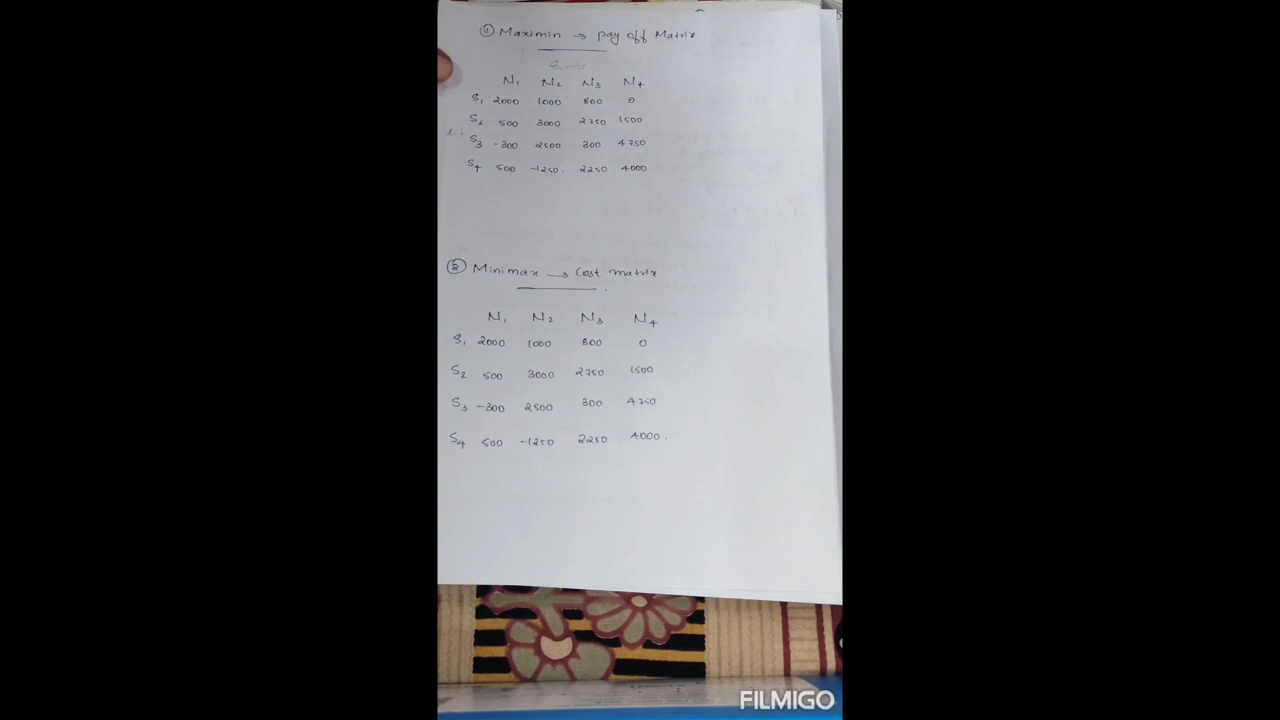 ① Maximin → Pay off Matrix
Events
N1 N2 N3 N4
S1 2000 1000 800 0
S2 500 3000 2750 1500
S3 -300 2500 300 4750
S4 500 -1250. 2250 4000
② Minimax → Cost matrix
N1 N2 N3 N4
S1 2000 1000 800 0
S2 500 3000 2750 1500
S3 -300 2500 300 4750
S4 500 -1250 2250 4000.
FILMIGO